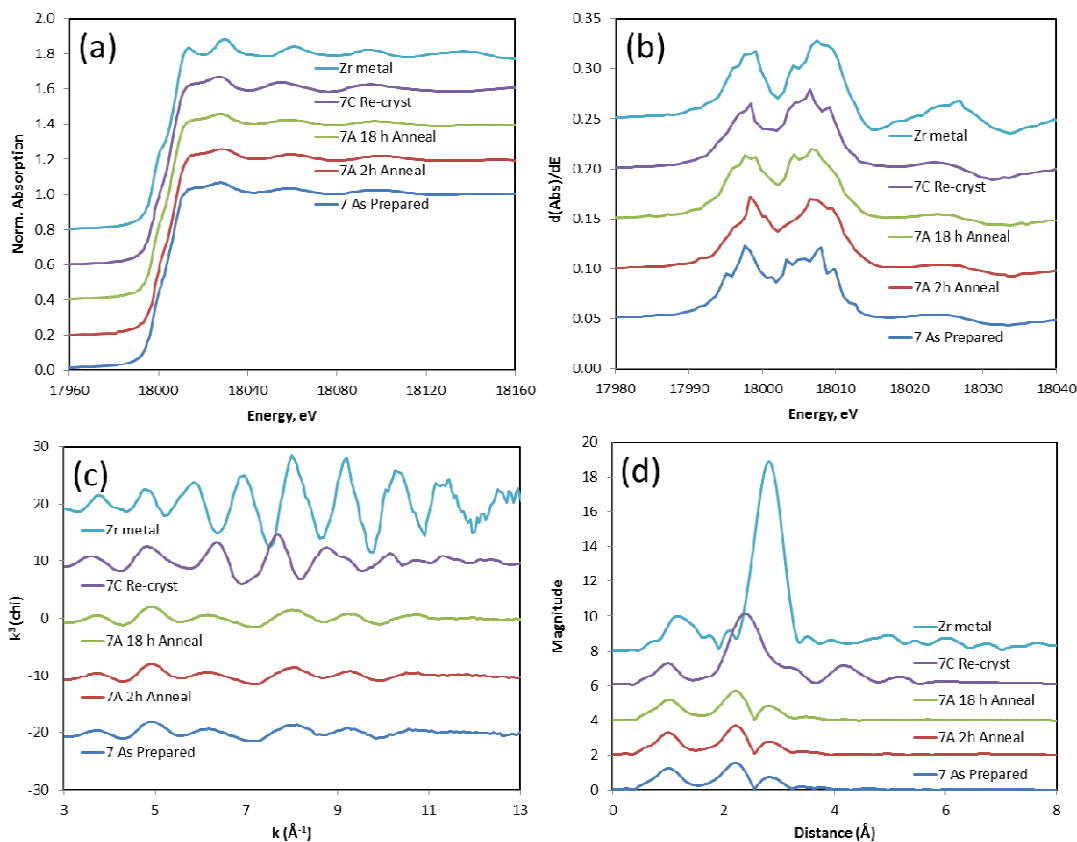 (a)
2.0
1.8
1.6
1.4
1.2
1.0
0.8
0.6
0.4
0.2
0.0
Norm. Absorption
Zr metal
7C Re-cryst
7A 18 h Anneal
7A 2h Anneal
7 As Prepared
17960 18000 18040 18080 18120 18160
Energy, eV
(b)
0.35
0.30
0.25
0.20
0.15
0.10
0.05
0.00
d(Abs)/dE
Zr metal
7C Re-cryst
7A 18 h Anneal
7A 2h Anneal
7 As Prepared
17980 17990 18000 18010 18020 18030 18040
Energy, eV
(c)
30
20
10
0
-10
-20
-30
k³ (chi)
Zr metal
7C Re-cryst
7A 18 h Anneal
7A 2h Anneal
7 As Prepared
3 5 7 9 11 13
k (Å⁻¹)
(d)
20
18
16
14
12
10
8
6
4
2
0
Magnitude
Zr metal
7C Re-cryst
7A 18 h Anneal
7A 2h Anneal
7 As Prepared
0 2 4 6 8
Distance (Å)